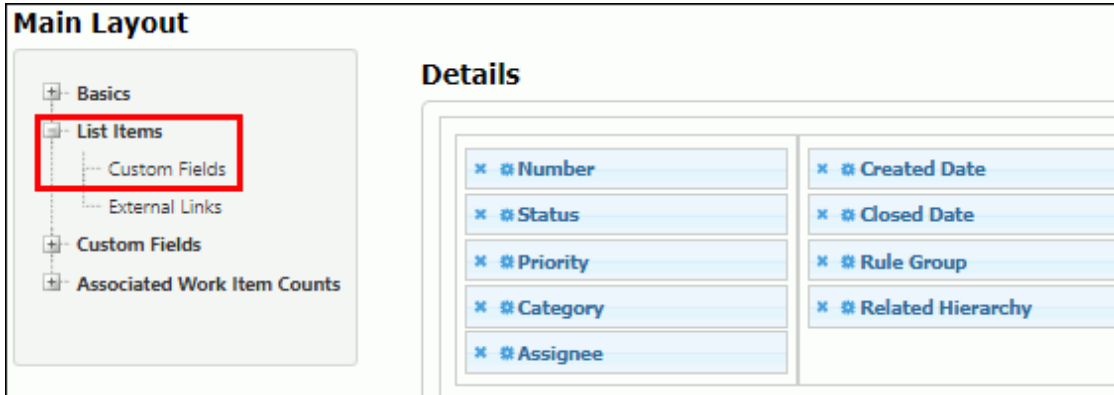 Main Layout
Basics
List Items
Custom Fields
External Links
Custom Fields
Associated Work Item Counts
Details
Number
Status
Priority
Category
Assignee
Created Date
Closed Date
Rule Group
Related Hierarchy